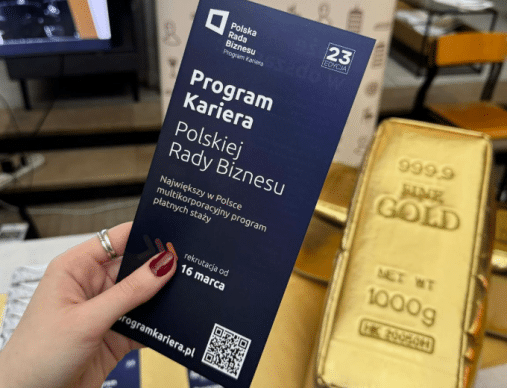 Polska
Rada
Biznesu
Program Kariera
23
EDYCJA
Program
Kariera
Polskiej
Rady Biznesu
Największy w Polsce
multikorporacyjny program
płatnych staży
rekrutacja od
16 marca
programkariera.pl
999.9
FINE
GOLD
NET WT
1000g